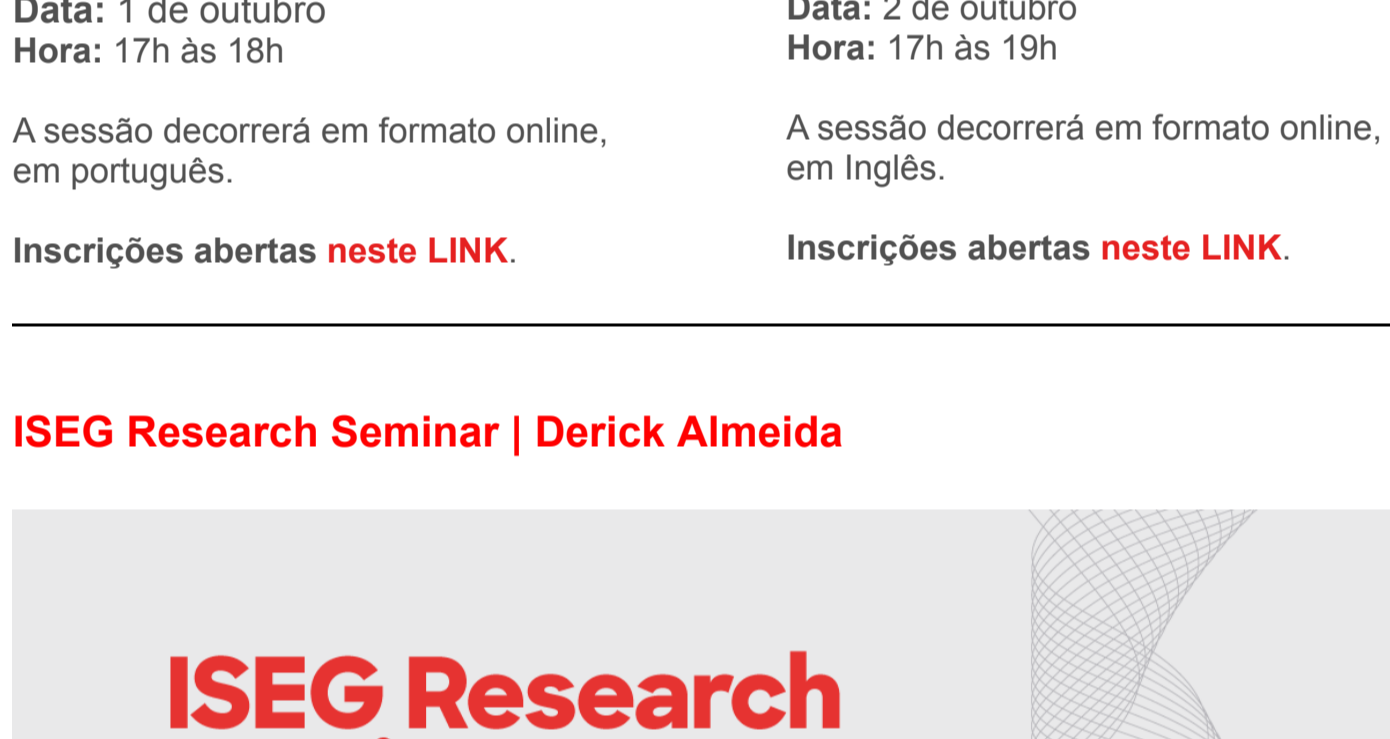 Data: 1 de outubro
Hora: 17h às 18h
A sessão decorrerá em formato online,
em português.
Inscrições abertas neste LINK.
Data: 2 de outubro
Hora: 17h às 19h
A sessão decorrerá em formato online,
em Inglês.
Inscrições abertas neste LINK.
ISEG Research Seminar | Derick Almeida
ISEG Research